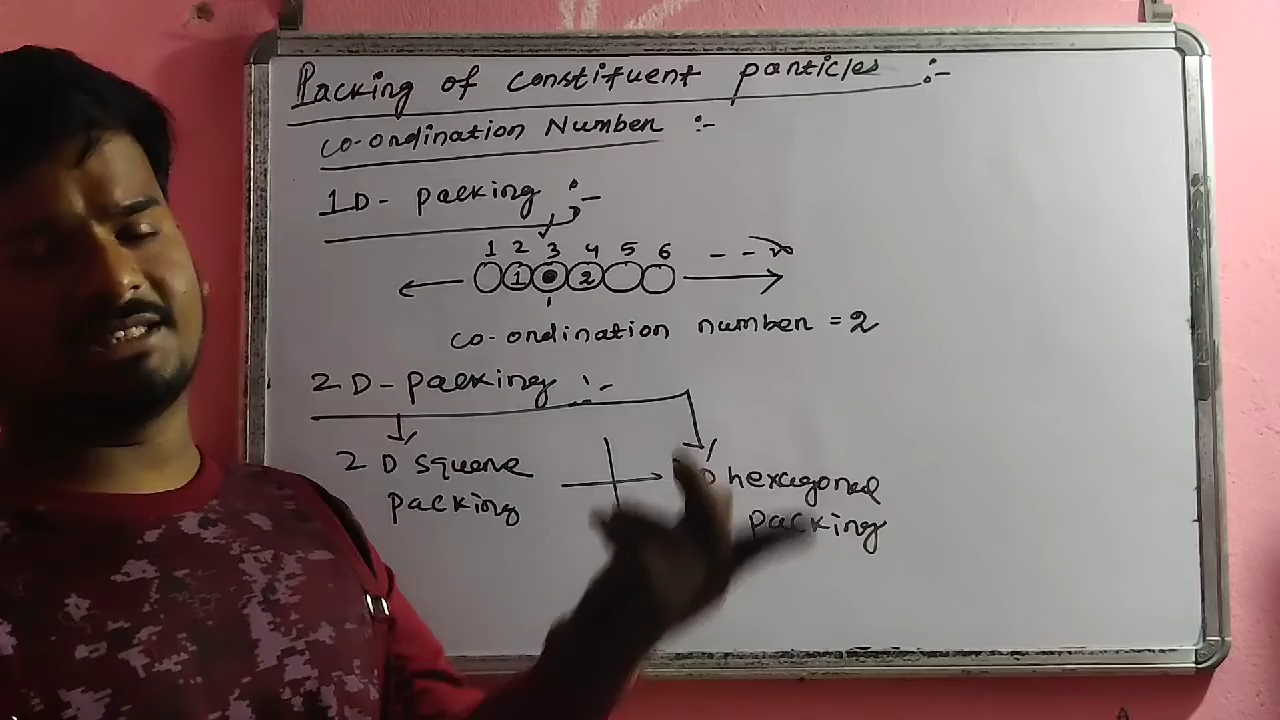 Packing of constituent particles :-
co-ordination Number :-
1D- packing :-
1 2 3 4 5 6
1 2
co-ordination number = 2
2D-packing :-
2D square
packing
D hexagonal
packing